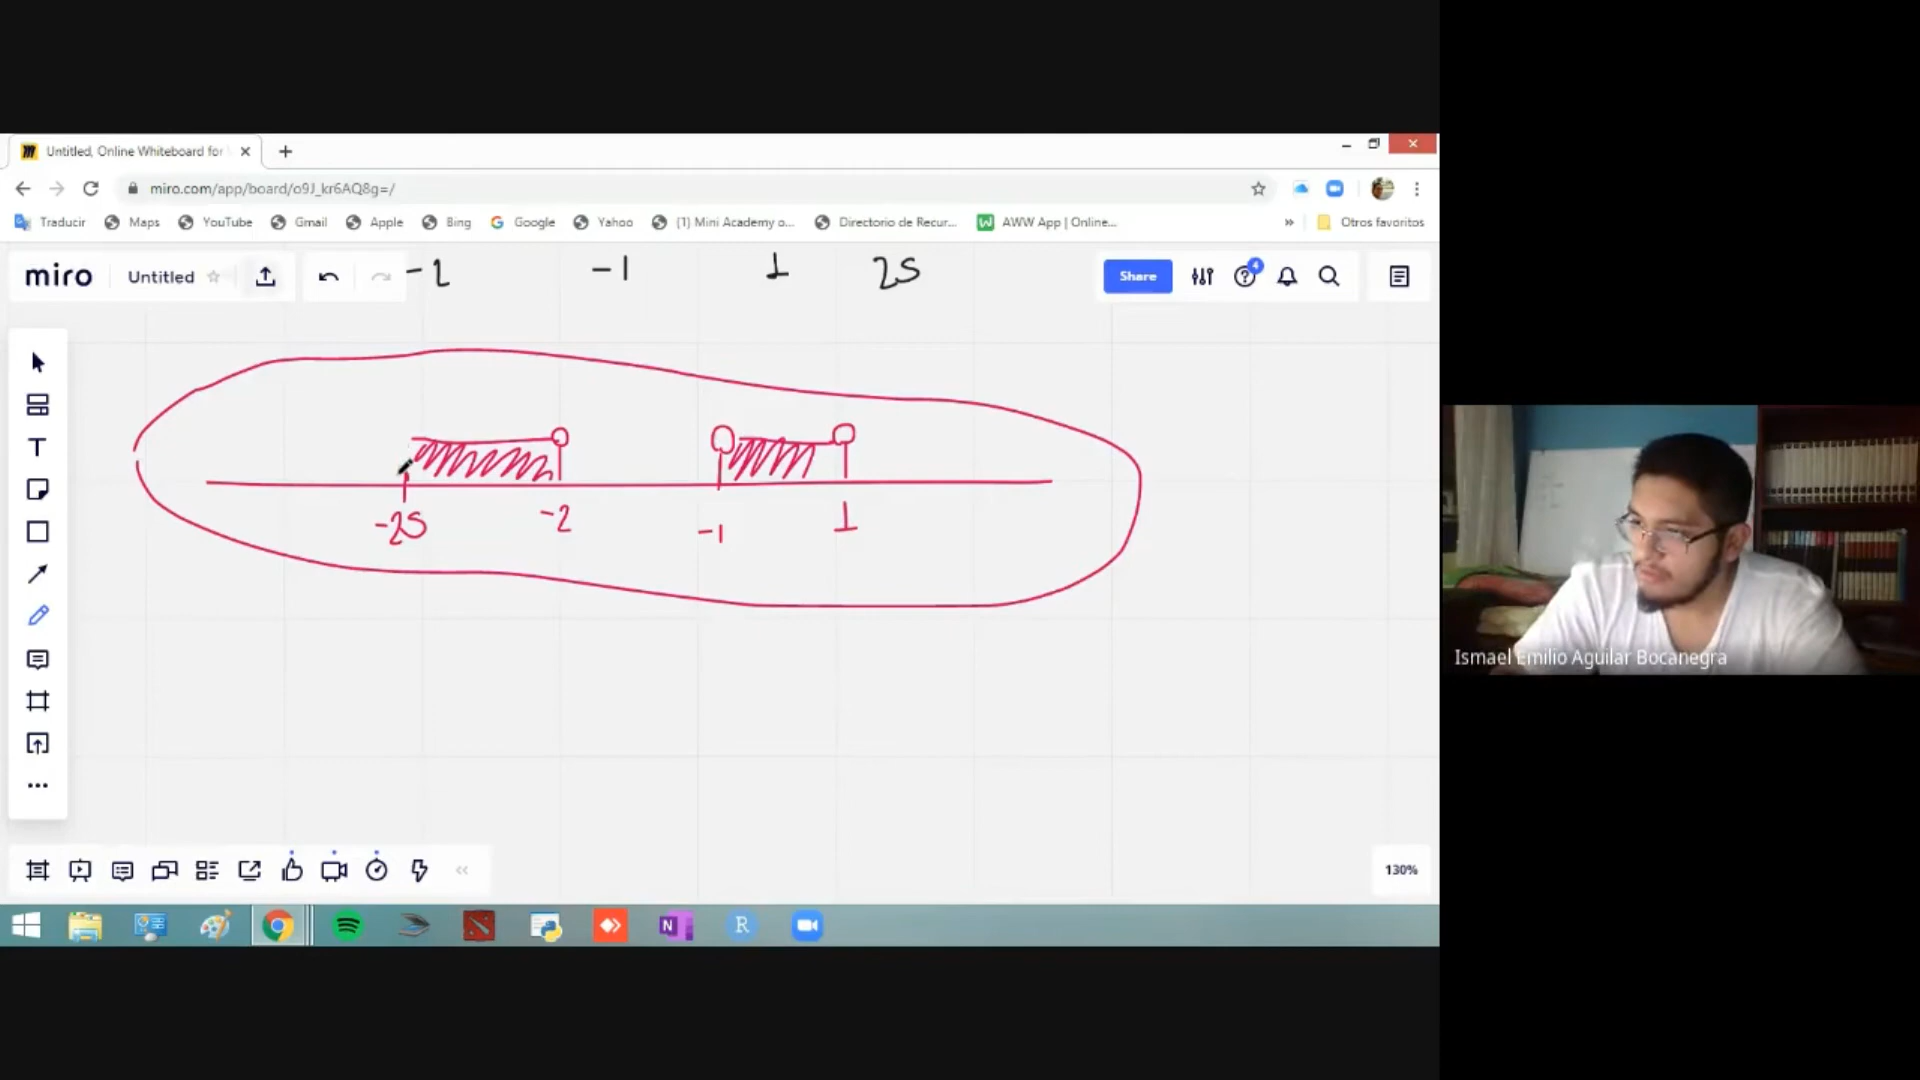 Untitled, Online Whiteboard for
miro.com/app/board/o9J_kr6AQ8g=/
Traducir Maps YouTube Gmail Apple Bing Google Yahoo (1) Mini Academy o... Directorio de Recur... AWW App | Online... » Otros favoritos
miro Untitled -2 -1 1 25 Share 4
-25 -2 -1 1
Ismael Emilio Aguilar Bocanegra
130%